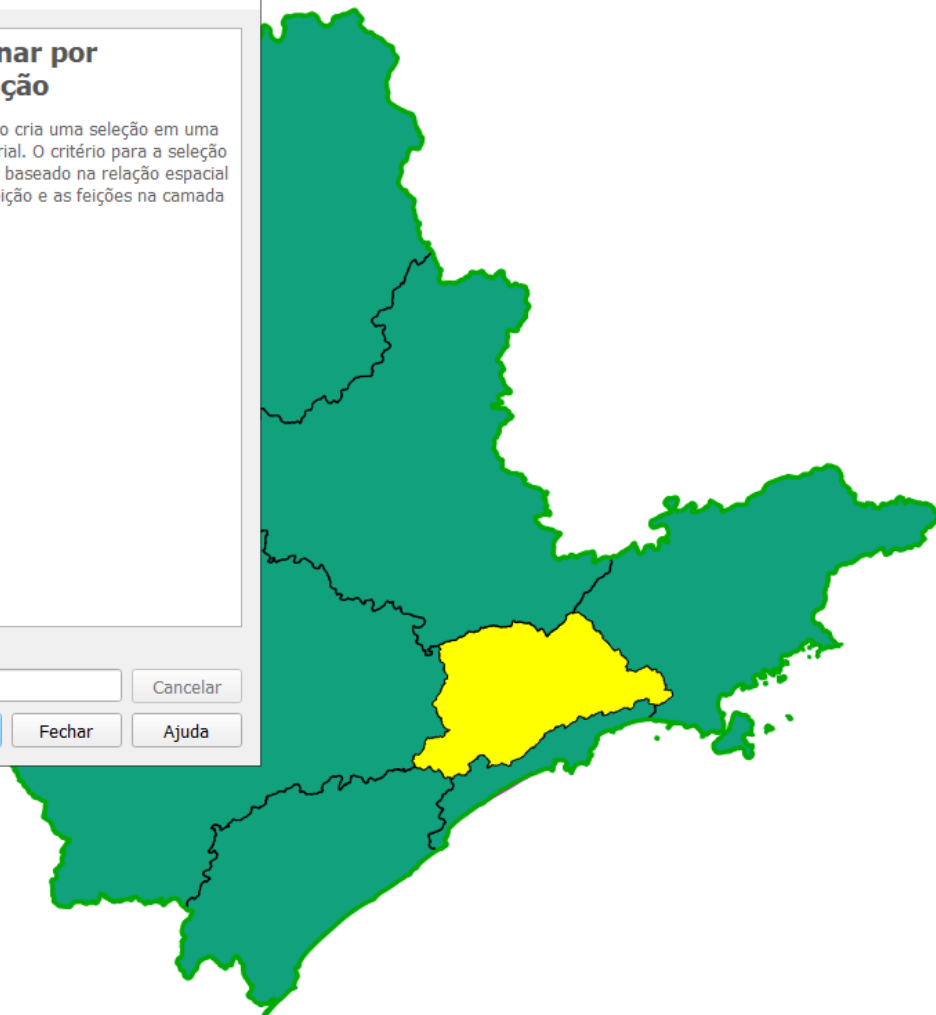 nar por
ção
o cria uma seleção em uma
rial. O critério para a seleção
baseado na relação espacial
ição e as feições na camada
Cancelar
Fechar
Ajuda